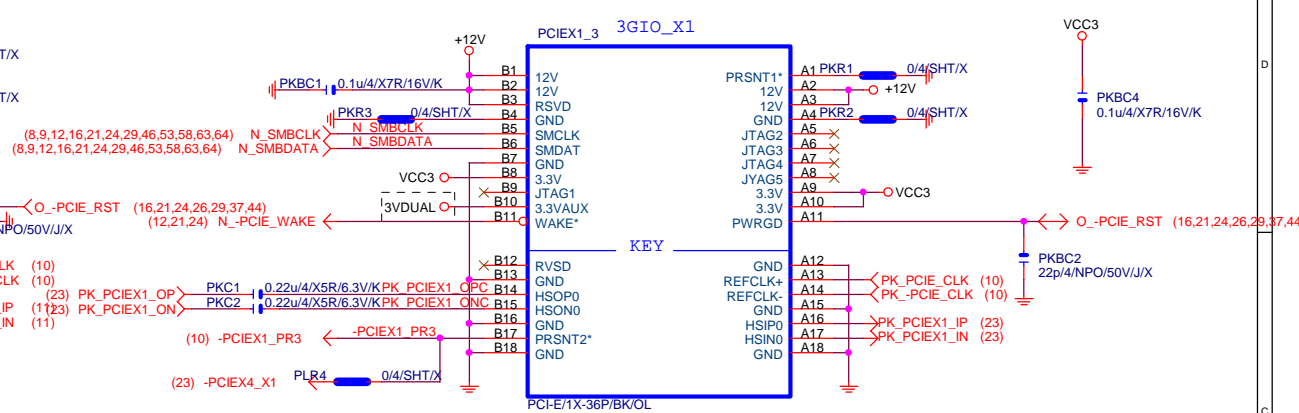 3GIO_X1
PCIEX1_3
VCC3
+12V
T/X
T/X
D
PKBC1 0.1u/4/X7R/16V/K
B1 12V
B2 12V
B3 RSVD
PKR3 0/4/SHT/X
B4 GND
(8,9,12,16,21,24,29,46,53,58,63,64) N_SMBCLK N_SMBCLK B5 SMCLK
(8,9,12,16,21,24,29,46,53,58,63,64) N_SMBDATA N_SMBDATA B6 SMDAT
B7 GND
VCC3 B8 3.3V
B9 JTAG1
3VDUAL B10 3.3VAUX
(12,21,24) N_-PCIE_WAKE B11 WAKE*
O_-PCIE_RST (16,21,24,26,29,37,44)
NPO/50V/J/X
PRSNT1* A1 PKR1 0/4/SHT/X
12V A2 +12V
12V A3
GND A4 PKR2 0/4/SHT/X
JTAG2 A5
JTAG3 A6
JTAG4 A7
JYAG5 A8
3.3V A9 VCC3
3.3V A10
PWRGD A11 O_-PCIE_RST (16,21,24,26,29,37,44
PKBC4
0.1u/4/X7R/16V/K
PKBC2
22p/4/NPO/50V/J/X
KEY
LK (10)
CLK (10)
_IP (11)
_IN (11)
B12 RVSD
B13 GND
(23) PK_PCIEX1_OP PKC1 0.22u/4/X5R/6.3V/K PK_PCIEX1_OPC B14 HSOP0
(23) PK_PCIEX1_ON PKC2 0.22u/4/X5R/6.3V/K PK_PCIEX1_ONC B15 HSON0
B16 GND
(10) -PCIEX1_PR3 -PCIEX1_PR3 B17 PRSNT2*
B18 GND
(23) -PCIEX4_X1 PLR4 0/4/SHT/X
GND A12
REFCLK+ A13 PK_PCIE_CLK (10)
REFCLK- A14 PK_-PCIE_CLK (10)
GND A15
HSIP0 A16 PK_PCIEX1_IP (23)
HSIN0 A17 PK_PCIEX1_IN (23)
GND A18
PCI-E/1X-36P/BK/OL
C